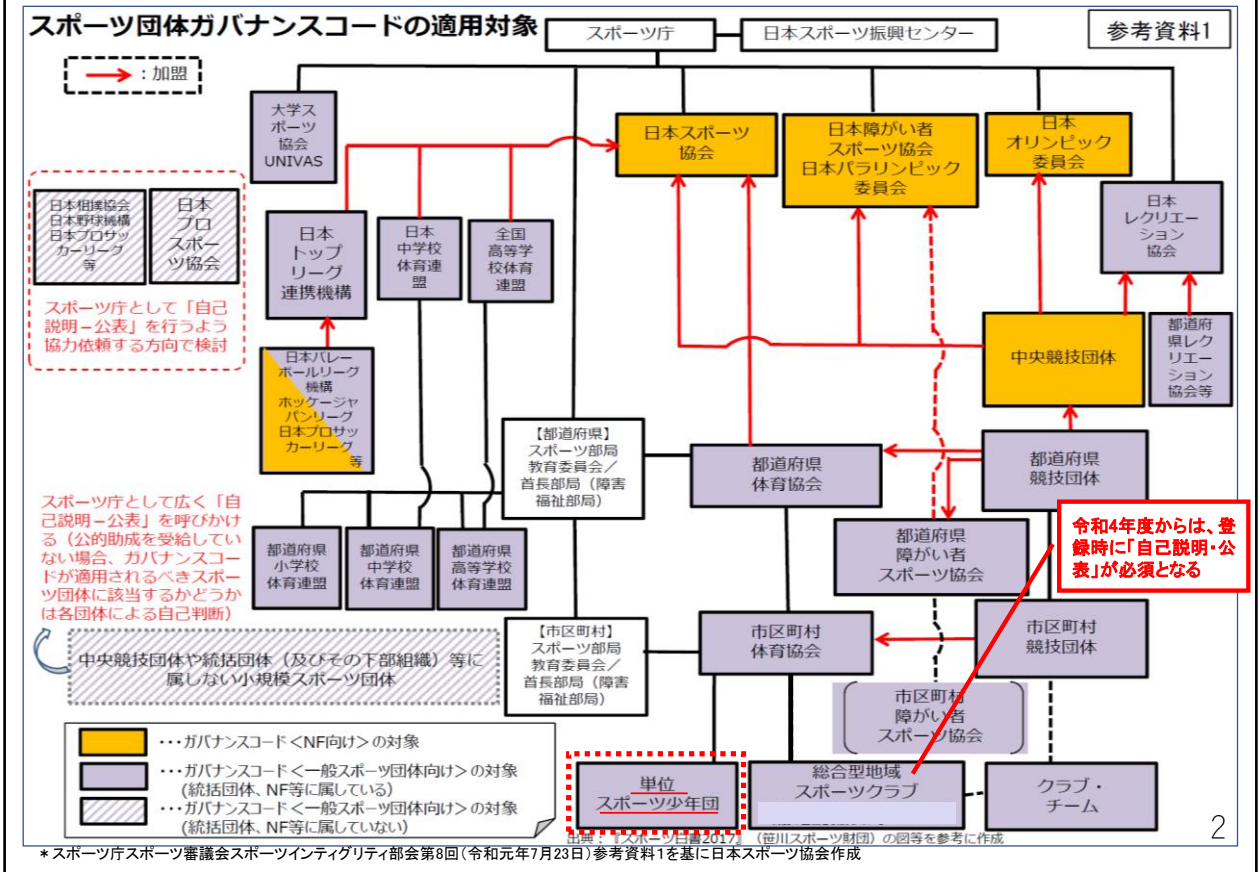 スポーツ団体ガバナンスコードの適用対象
スポーツ庁
日本スポーツ振興センター
参考資料1
：加盟
大学ス
ポーツ
協会
UNIVAS
日本スポーツ
協会
日本障がい者
スポーツ協会
日本パラリンピック
委員会
日本
オリンピック
委員会
日本相撲協会
日本野球機構
日本プロサッ
カーリーグ
等
日本
プロ
スポー
ツ協会
スポーツ庁として「自己
説明－公表」を行うよう
協力依頼する方向で検討
日本
トップ
リーグ
連携機構
日本
中学校
体育連
盟
全国
高等学
校体育
連盟
日本
レクリエー
ション
協会
日本バレー
ボールリーグ
機構
ホッケージャ
パンリーグ
日本プロサッ
カーリーグ
等
中央競技団体
都道府
県レク
リエー
ション
協会等
【都道府県】
スポーツ部局
教育委員会／
首長部局（障害
福祉部局）
都道府県
体育協会
都道府県
競技団体
スポーツ庁として広く「自
己説明－公表」を呼びかけ
る（公的助成を受給してい
ない場合、ガバナンスコー
ドが適用されるべきスポー
ツ団体に該当するかどうか
は各団体による自己判断）
都道府県
小学校
体育連盟
都道府県
中学校
体育連盟
都道府県
高等学校
体育連盟
都道府県
障がい者
スポーツ協会
令和4年度からは、登
録時に「自己説明・公
表」が必須となる
中央競技団体や統括団体（及びその下部組織）等に
属しない小規模スポーツ団体
【市区町村】
スポーツ部局
教育委員会／
首長部局（障害
福祉部局）
市区町村
体育協会
市区町村
競技団体
市区町村
障がい者
スポーツ協会
・・・ガバナンスコード＜NF向け＞の対象
・・・ガバナンスコード＜一般スポーツ団体向け＞の対象
(統括団体、NF等に属している)
・・・ガバナンスコード＜一般スポーツ団体向け＞の対象
(統括団体、NF等に属していない)
単位
スポーツ少年団
総合型地域
スポーツクラブ
クラブ・
チーム
出典：『スポーツ白書2017』（笹川スポーツ財団）の図等を参考に作成
2
＊スポーツ庁スポーツ審議会スポーツインティグリティ部会第8回（令和元年7月23日）参考資料1を基に日本スポーツ協会作成